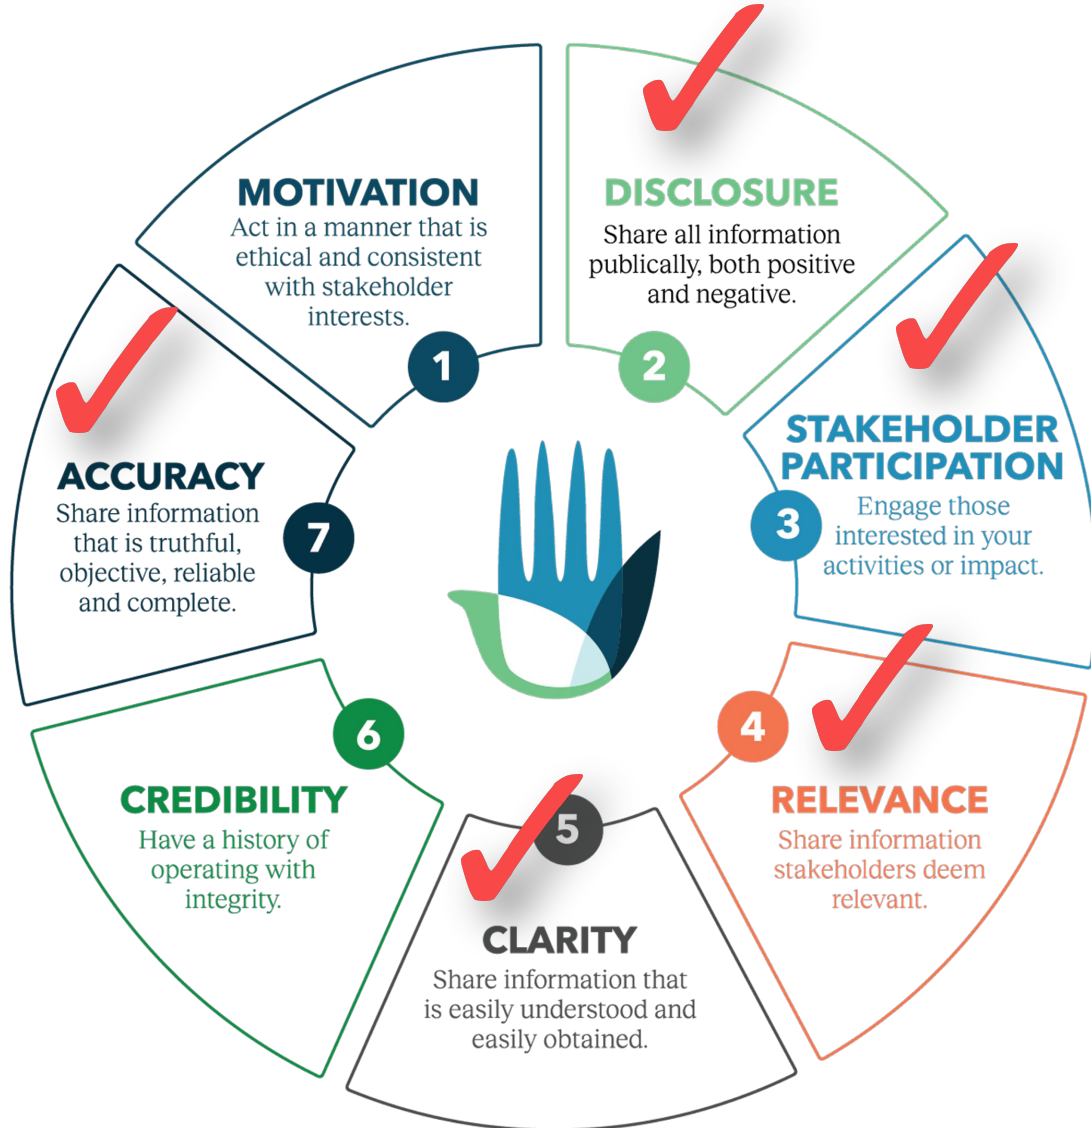 MOTIVATION
Act in a manner that is
ethical and consistent
with stakeholder
interests.
1
DISCLOSURE
Share all information
publically, both positive
and negative.
2
STAKEHOLDER
PARTICIPATION
Engage those
interested in your
activities or impact.
3
RELEVANCE
Share information
stakeholders deem
relevant.
4
CLARITY
Share information that
is easily understood and
easily obtained.
5
CREDIBILITY
Have a history of
operating with
integrity.
6
ACCURACY
Share information
that is truthful,
objective, reliable
and complete.
7